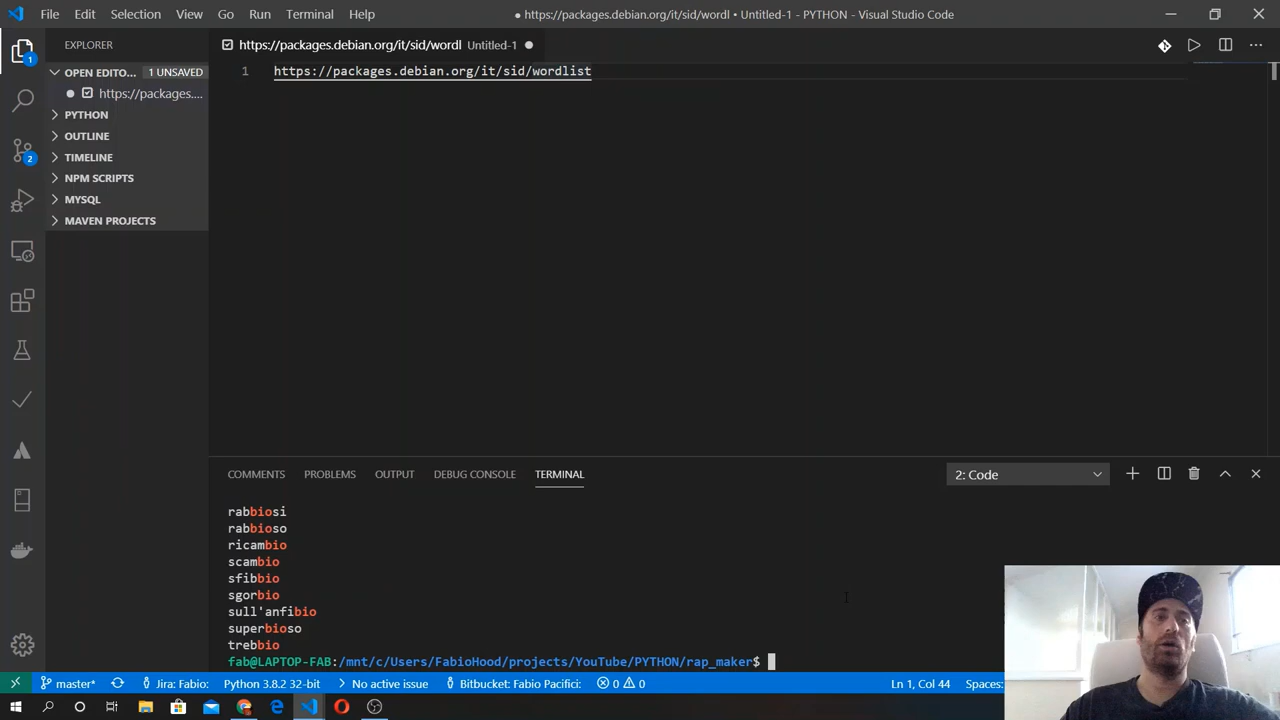 File Edit Selection View Go Run Terminal Help
● https://packages.debian.org/it/sid/wordl • Untitled-1 - PYTHON - Visual Studio Code
EXPLORER
https://packages.debian.org/it/sid/wordl Untitled-1
OPEN EDITO... 1 UNSAVED
1 https://packages.debian.org/it/sid/wordlist
https://packages....
PYTHON
OUTLINE
TIMELINE
NPM SCRIPTS
MYSQL
MAVEN PROJECTS
1
2
COMMENTS PROBLEMS OUTPUT DEBUG CONSOLE TERMINAL 2: Code
rabbiosi
rabbioso
ricambio
scambio
sfibbio
sgorbio
sull'anfibio
superbioso
trebbio
fab@LAPTOP-FAB:/mnt/c/Users/FabioHood/projects/YouTube/PYTHON/rap_maker$
master* Jira: Fabio: Python 3.8.2 32-bit No active issue Bitbucket: Fabio Pacifici: 0 0 Ln 1, Col 44 Spaces: